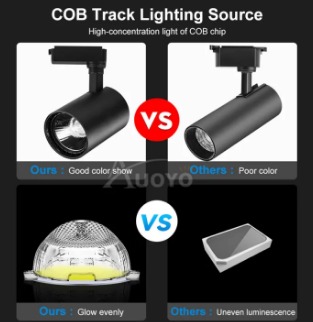 COB Track Lighting Source
High-concentration light of COB chip
VS
Ours : Good color show
Others : Poor color
AUOYO
VS
Ours : Glow evenly
Others : Uneven luminescence